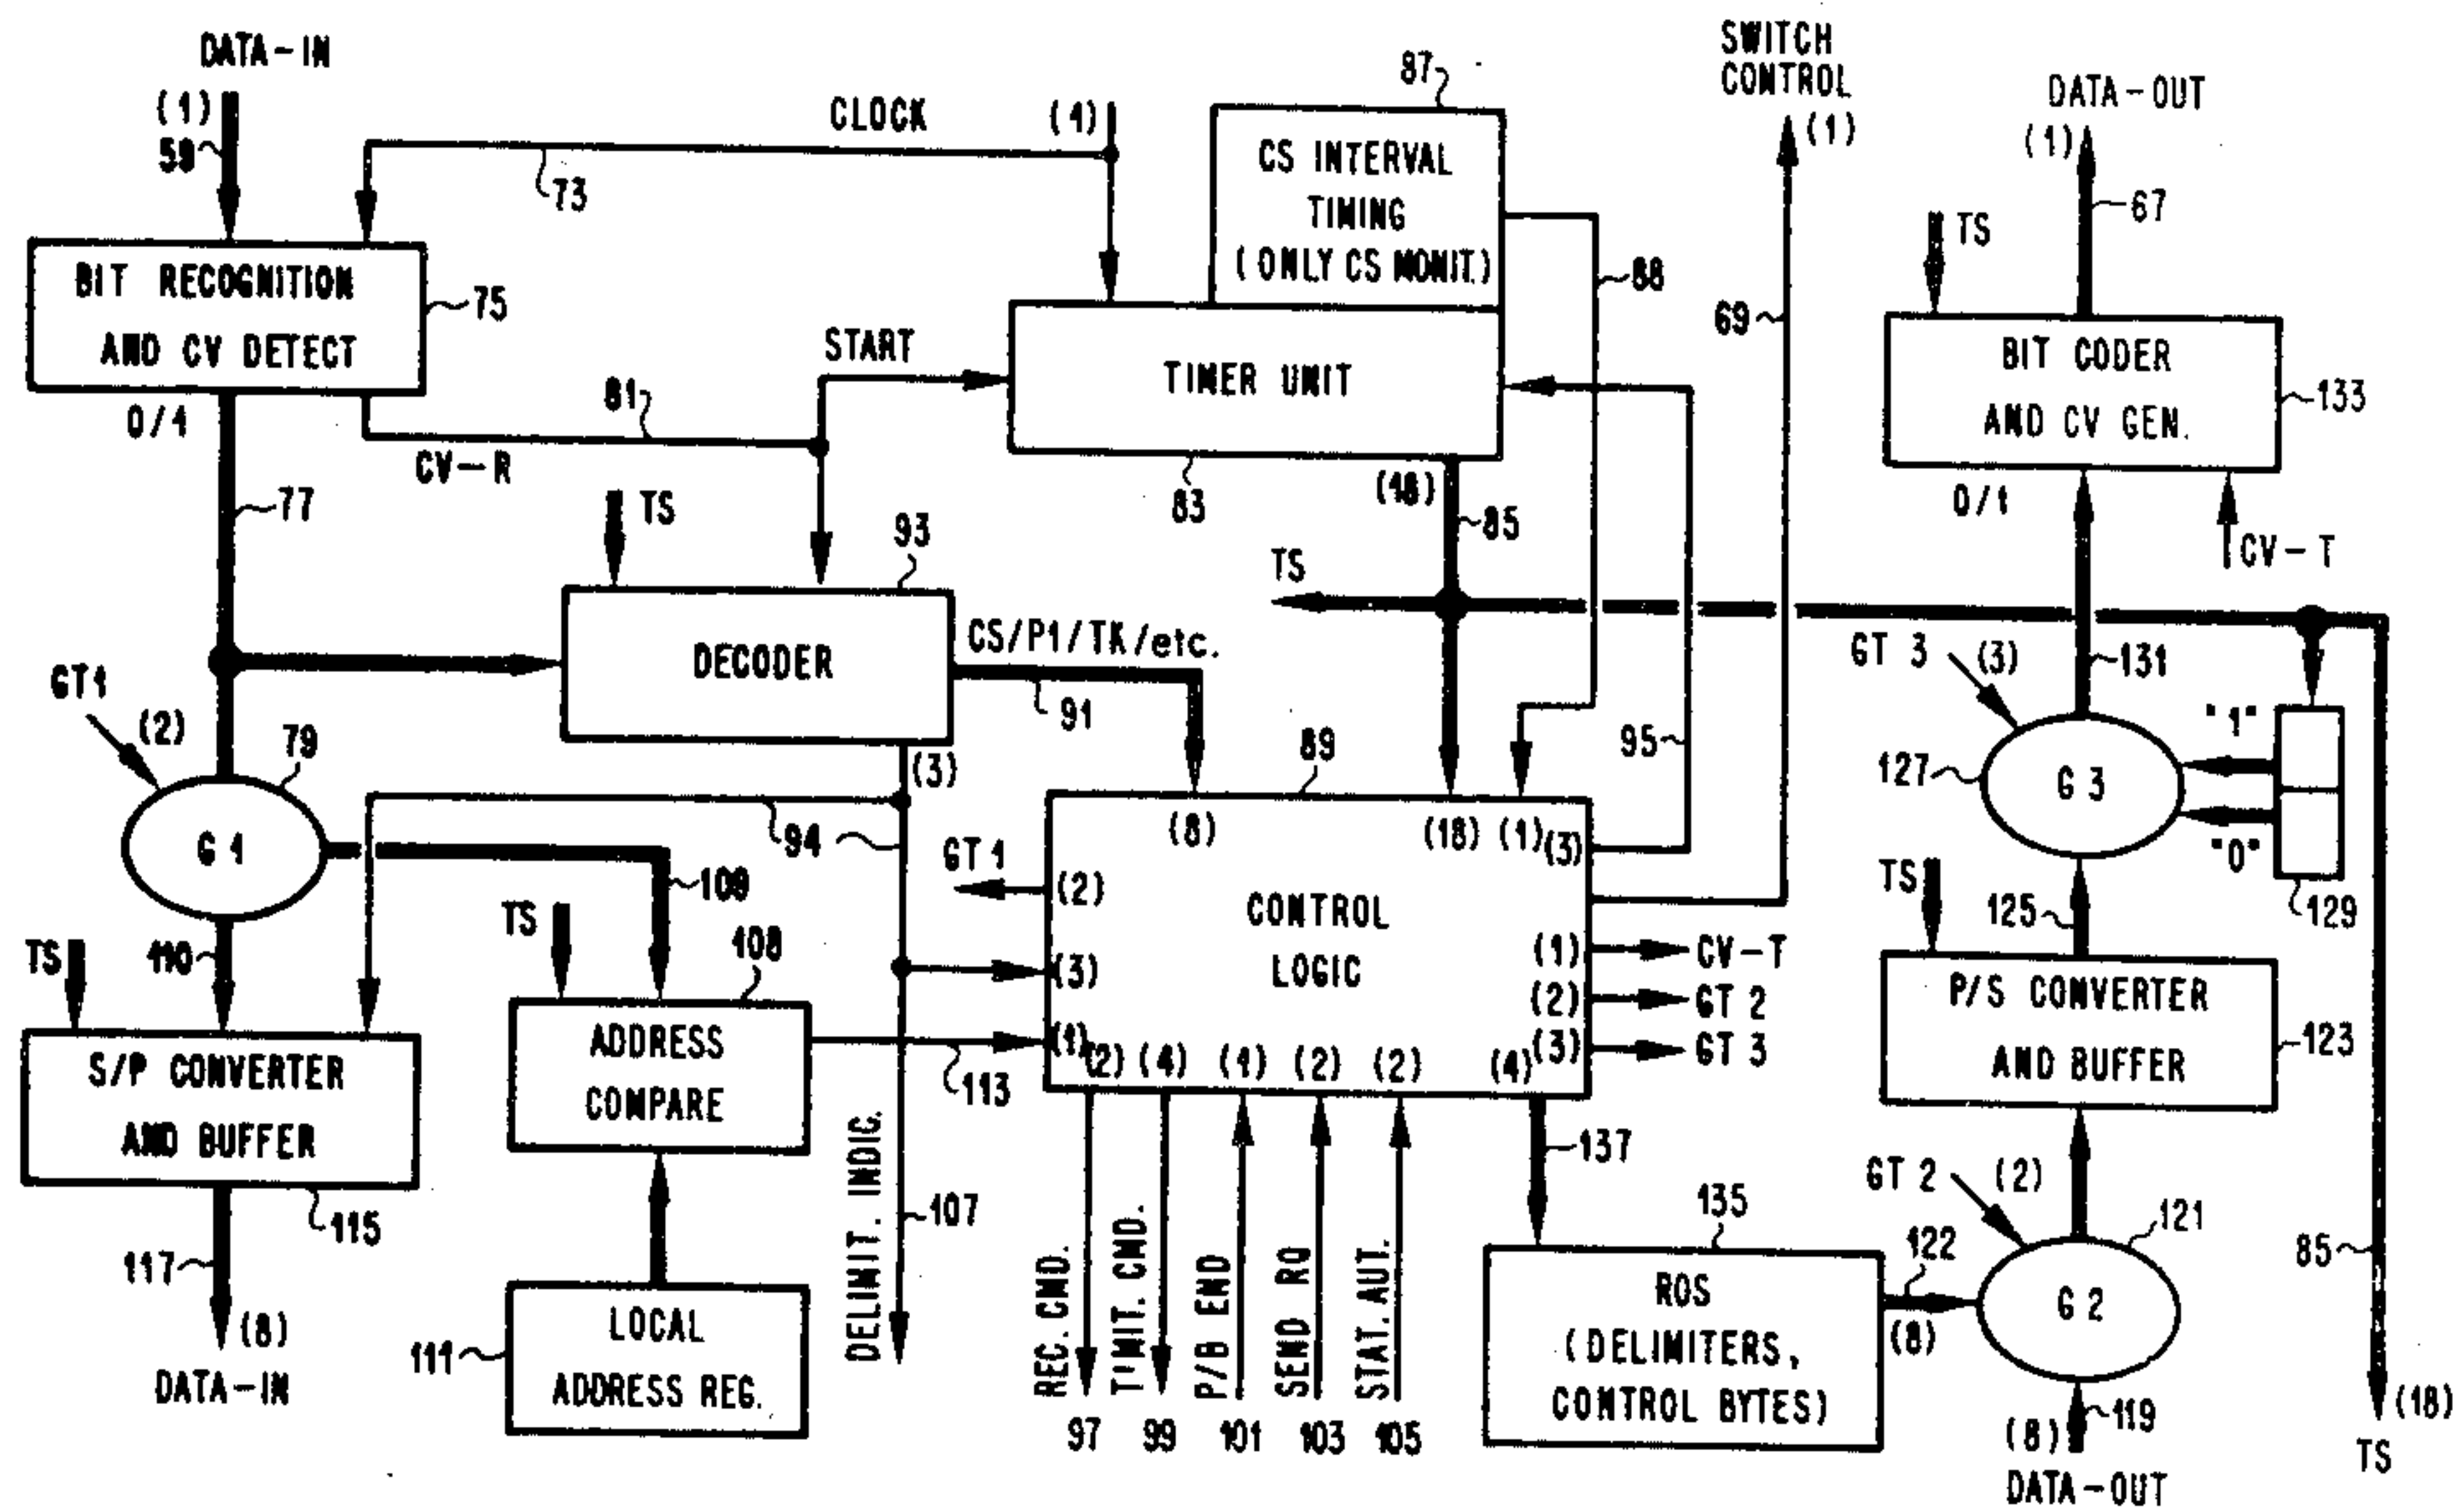 DATA-IN
(1)
59
CLOCK
(4)
73
87
CS INTERVAL
TIMING
(ONLY CS MONIT.)
88
SWITCH
CONTROL
(1)
69
DATA-OUT
(1)
67
TS
BIT RECOGNITION
AND CV DETECT
75
0/1
77
81
CV-R
START
TIMER UNIT
83
(18)
85
TS
BIT CODER
AND CV GEN.
133
0/1
CV-T
TS
93
DECODER
CS/P1/TK/etc.
91
(3)
94
GT1
(2)
79
G1
109
110
TS
S/P CONVERTER
AND BUFFER
115
117
(8)
DATA-IN
TS
108
ADDRESS
COMPARE
113
LOCAL
ADDRESS REG.
111
DELIMIT. INDIC.
107
89
95
(8)
(18)
(1)
(3)
GT1
(2)
(3)
(1)
CONTROL
LOGIC
(1)
CV-T
(2)
GT 2
(3)
GT 3
(2)
(4)
(1)
(2)
(2)
(4)
REC. CMD.
97
T'MIT. CMD.
99
P/B END
101
SEND RQ
103
STAT. AUT.
105
137
135
ROS
(DELIMITERS,
CONTROL BYTES)
122
(8)
GT 3
(3)
131
127
G3
"1"
"0"
129
TS
125
P/S CONVERTER
AND BUFFER
123
GT 2
(2)
121
G2
119
(8)
DATA-OUT
85
(18)
TS